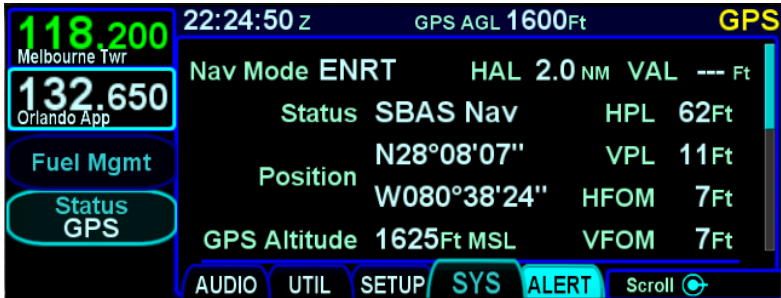 118.200
Melbourne Twr
132.650
Orlando App
Fuel Mgmt
Status
GPS
22:24:50 Z GPS AGL 1600Ft GPS
Nav Mode ENRT HAL 2.0 NM VAL --- Ft
Status SBAS Nav HPL 62Ft
Position N28°08'07" VPL 11Ft
W080°38'24" HFOM 7Ft
GPS Altitude 1625Ft MSL VFOM 7Ft
AUDIO UTIL SETUP SYS ALERT Scroll